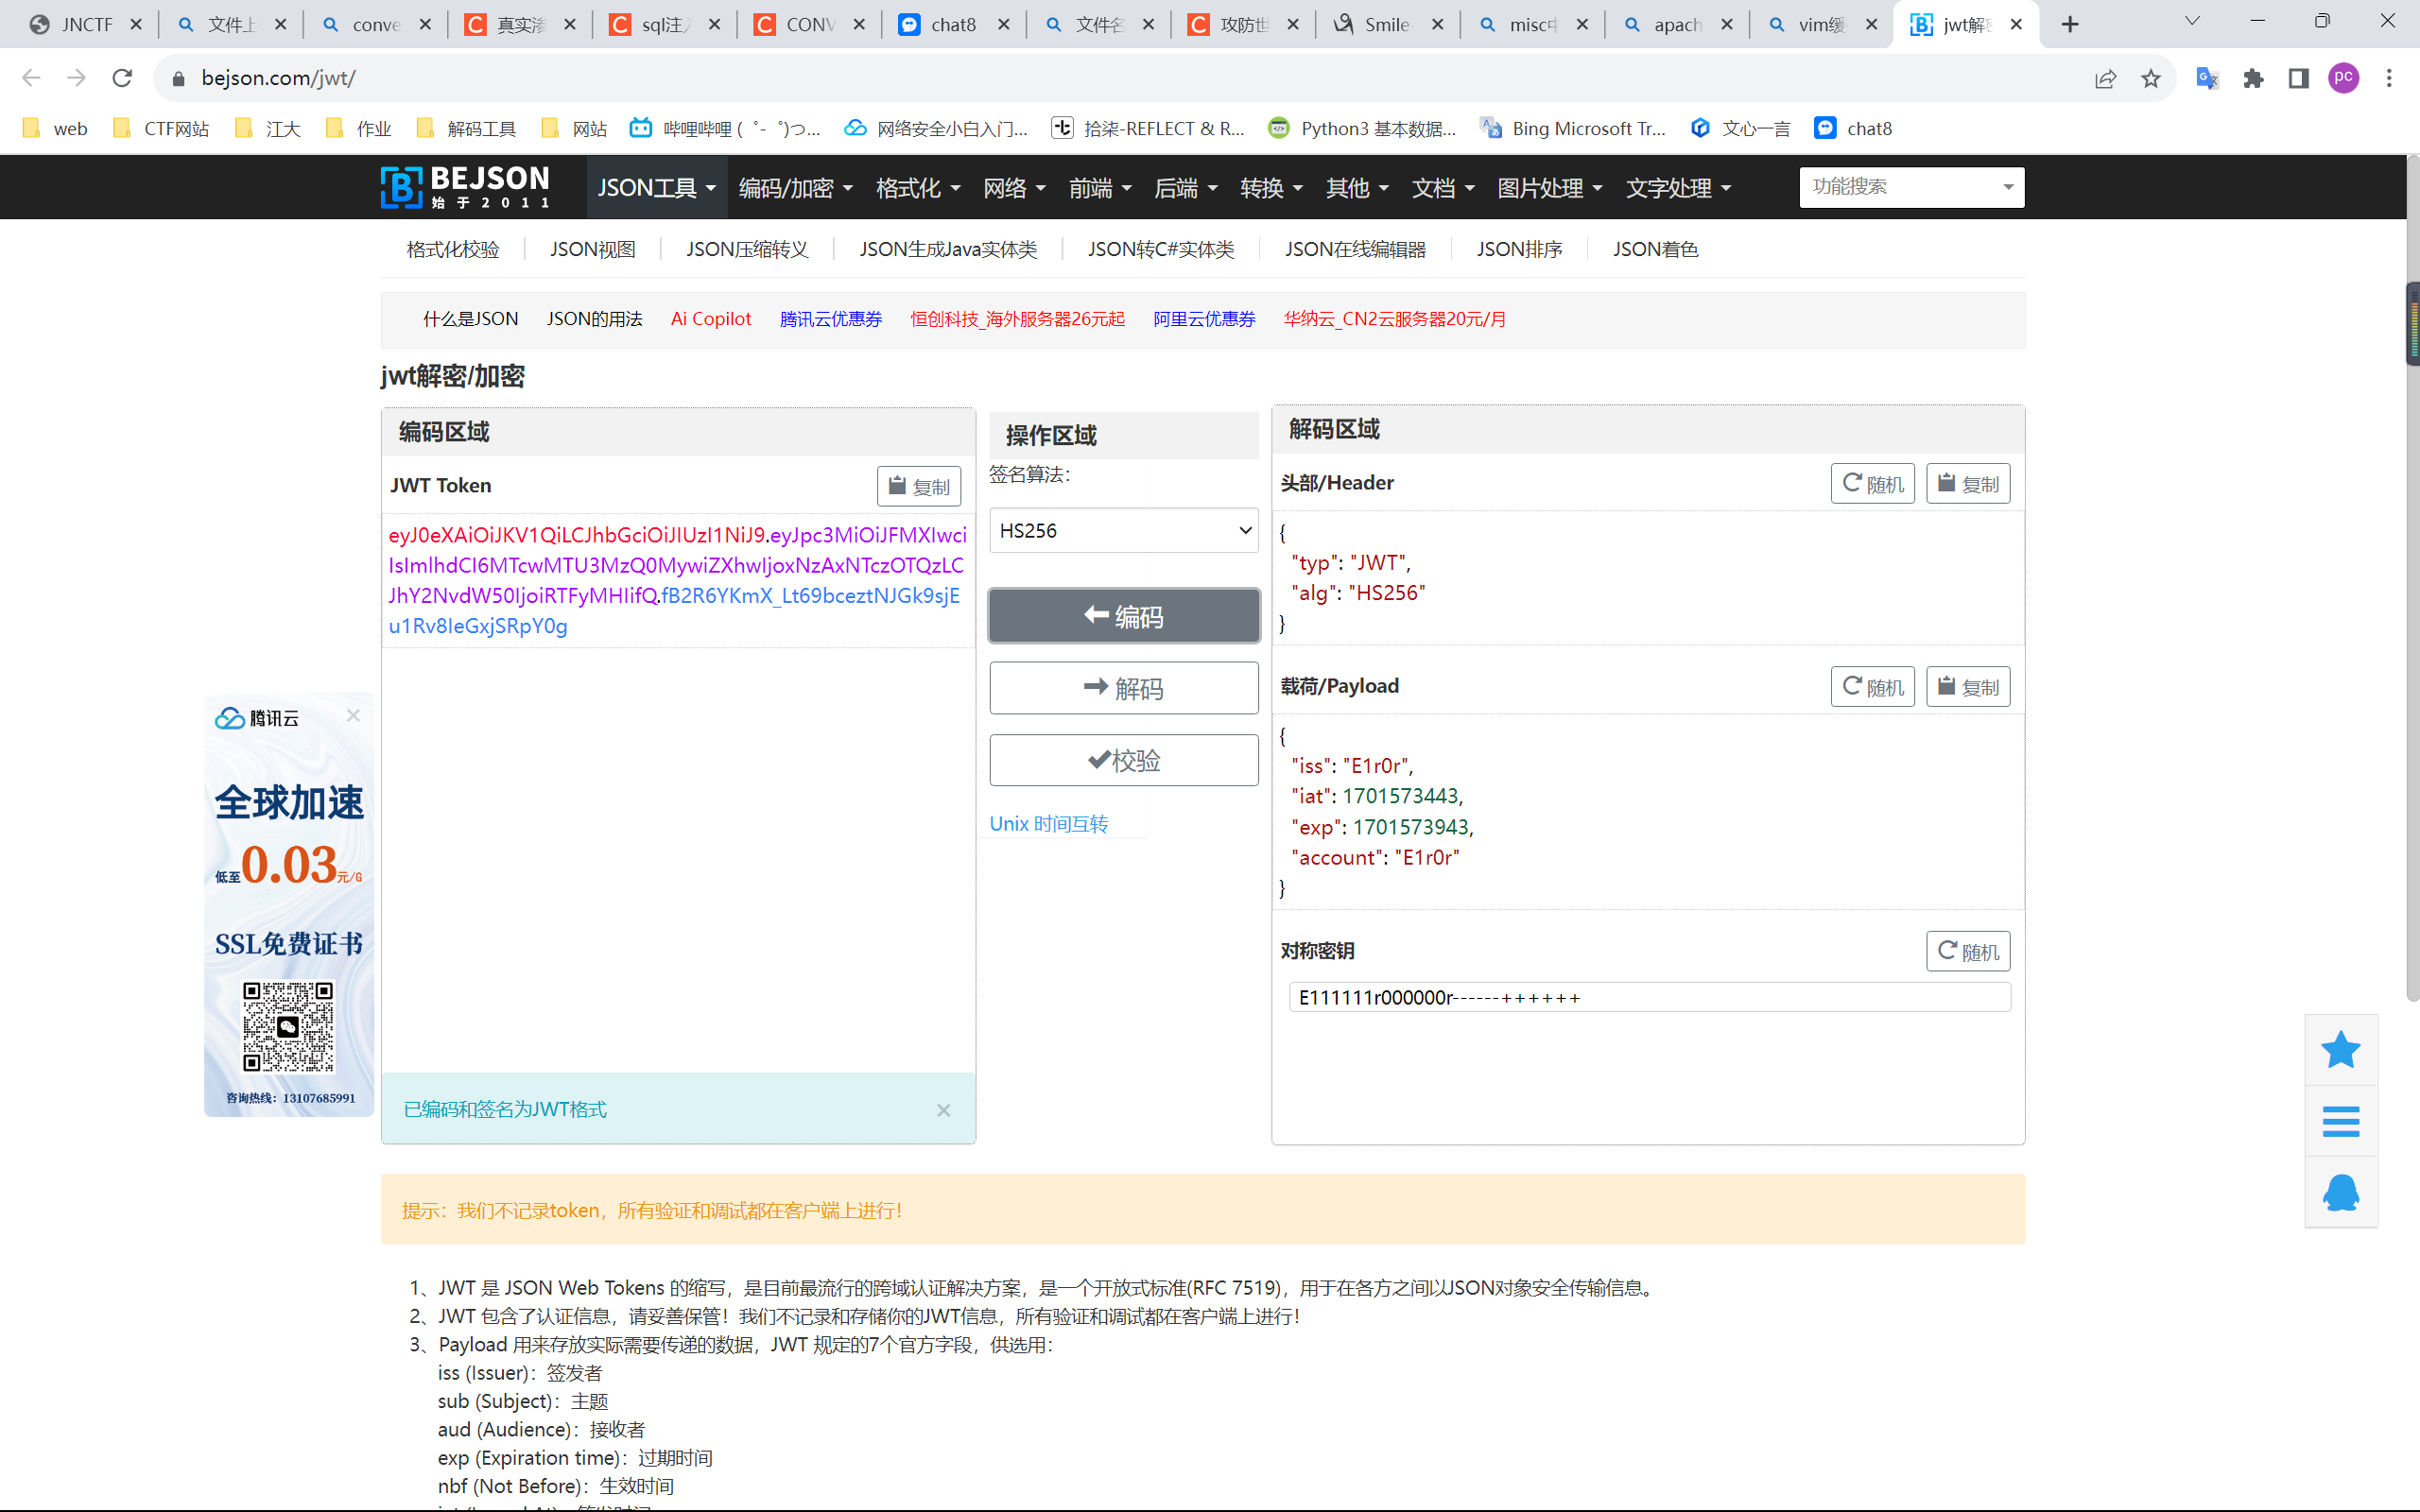 JNCTF
文件上
conve
真实渗
sql注入
CONV
chat8
文件名
攻防世
Smile
misc中
apach
vim缓
jwt解密
bejson.com/jwt/
pc
web
CTF网站
江大
作业
解码工具
网站
哔哩哔哩 (゜-゜)つ...
网络安全小白入门...
拾柒-REFLECT & R...
Python3 基本数据...
Bing Microsoft Tr...
文心一言
chat8
BEJSON
始于2011
JSON工具
编码/加密
格式化
网络
前端
后端
转换
其他
文档
图片处理
文字处理
功能搜索
格式化校验
JSON视图
JSON压缩转义
JSON生成Java实体类
JSON转C#实体类
JSON在线编辑器
JSON排序
JSON着色
什么是JSON
JSON的用法
Ai Copilot
腾讯云优惠券
恒创科技_海外服务器26元起
阿里云优惠券
华纳云_CN2云服务器20元/月
jwt解密/加密
编码区域
JWT Token
复制
eyJ0eXAiOiJKV1QiLCJhbGciOiJIUzI1NiJ9.eyJpc3MiOiJFMXIwci
IsImlhdCI6MTcwMTU3MzQ0MywiZXhwIjoxNzAxNTczOTQzLC
JhY2NvdW50IjoiRTFyMHIifQ.fB2R6YKmX_Lt69bceztNJGk9sjE
u1Rv8IeGxjSRpY0g
已编码和签名为JWT格式
操作区域
签名算法：
HS256
编码
解码
校验
Unix 时间互转
解码区域
头部/Header
随机
复制
{
"typ": "JWT",
"alg": "HS256"
}
载荷/Payload
随机
复制
{
"iss": "E1r0r",
"iat": 1701573443,
"exp": 1701573943,
"account": "E1r0r"
}
对称密钥
随机
E111111r000000r------++++++
腾讯云
全球加速
低至0.03元/G
SSL免费证书
咨询热线：13107685991
提示：我们不记录token，所有验证和调试都在客户端上进行！
1、JWT 是 JSON Web Tokens 的缩写，是目前最流行的跨域认证解决方案，是一个开放式标准(RFC 7519)，用于在各方之间以JSON对象安全传输信息。
2、JWT 包含了认证信息，请妥善保管！我们不记录和存储你的JWT信息，所有验证和调试都在客户端上进行！
3、Payload 用来存放实际需要传递的数据，JWT 规定的7个官方字段，供选用：
iss (Issuer)：签发者
sub (Subject)：主题
aud (Audience)：接收者
exp (Expiration time)：过期时间
nbf (Not Before)：生效时间